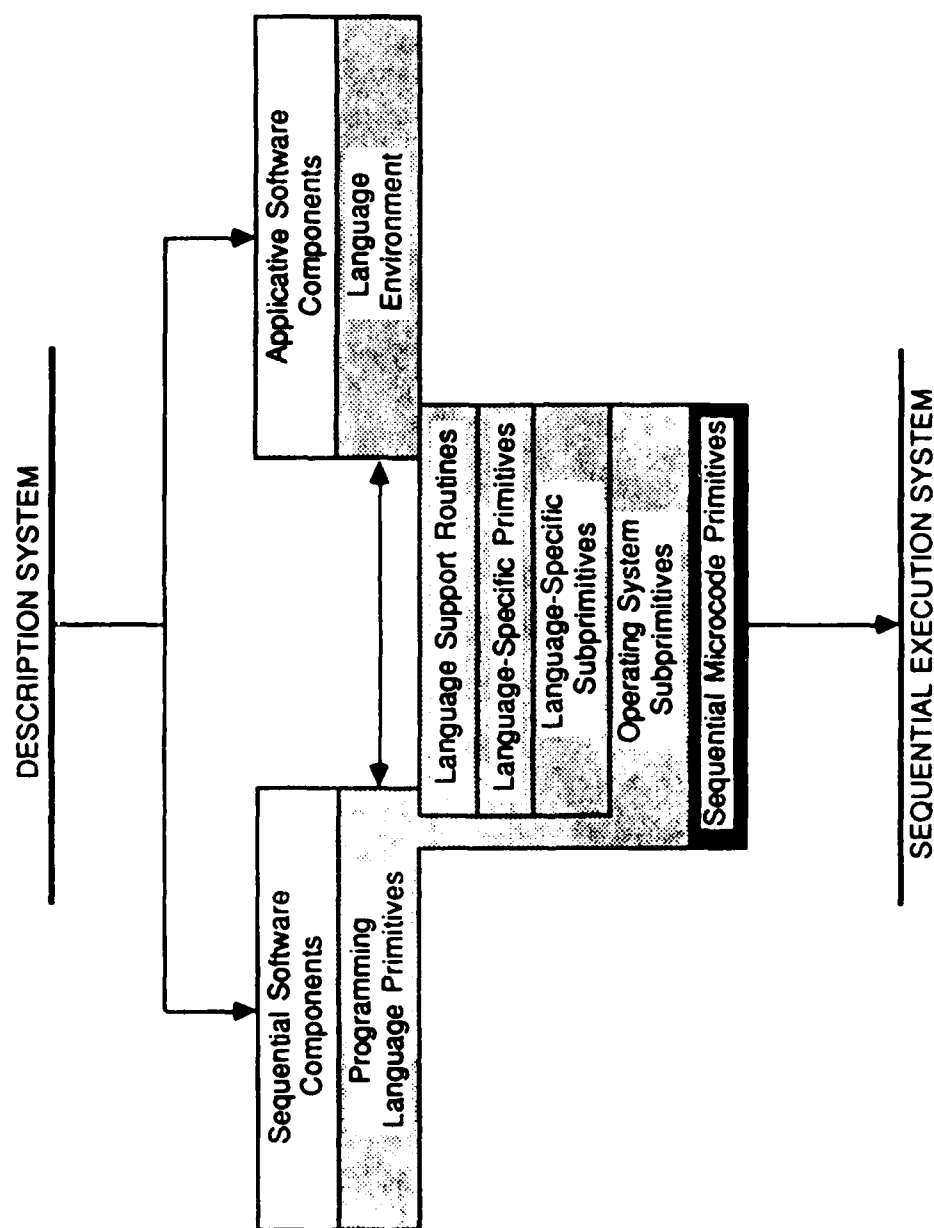 DESCRIPTION SYSTEM
Sequential Software
Components
Programming
Language Primitives
Applicative Software
Components
Language
Environment
Language Support Routines
Language-Specific Primitives
Language-Specific
Subprimitives
Operating System
Subprimitives
Sequential Microcode Primitives
SEQUENTIAL EXECUTION SYSTEM